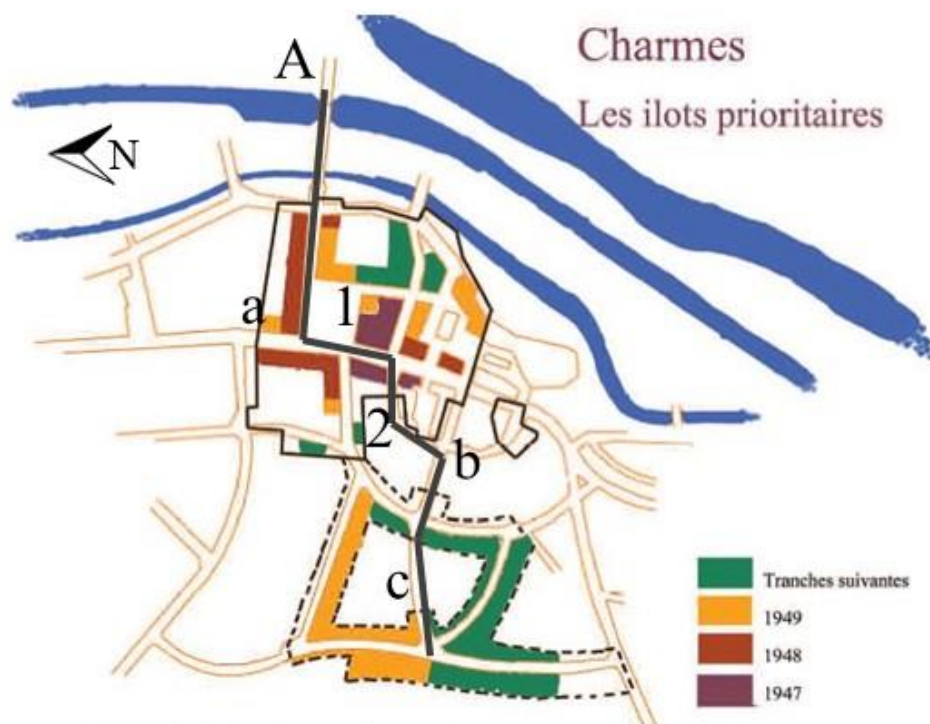 Charmes
Les ilots prioritaires
A
N
a
1
2
b
c
Tranches suivantes
1949
1948
1947